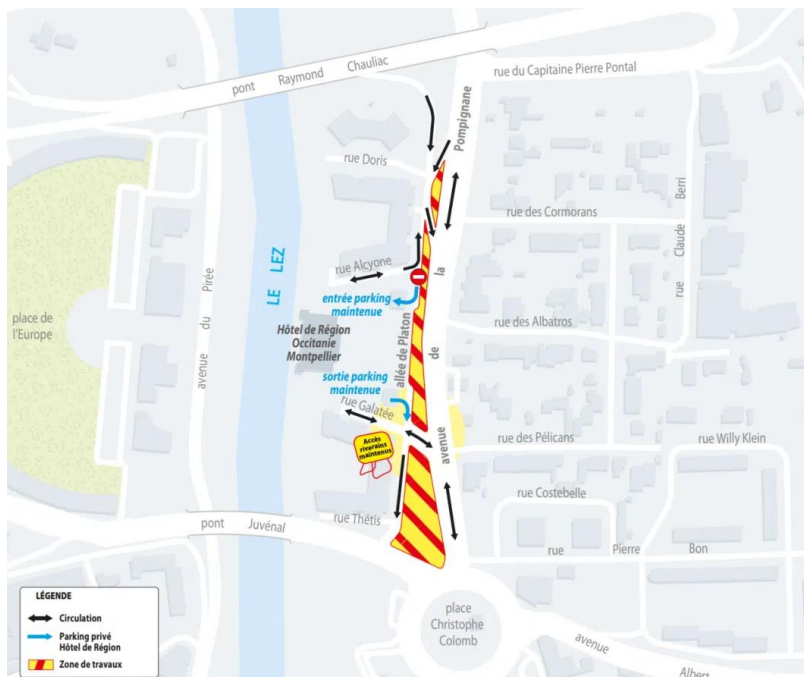 pont Raymond Chauliac
rue du Capitaine Pierre Pontal
Pompignane
rue Doris
Berri
rue des Cormorans
Claude
rue
rue Alcyone
la
LE LEZ
entrée parking
maintenue
place de
l'Europe
avenue du Pirée
Hôtel de Région
Occitanie
Montpellier
allée de Platon
de
rue des Albatros
sortie parking
maintenue
rue Galatée
Accès
riverains
maintenus
avenue
rue des Pélicans
rue Willy Klein
rue Costebelle
pont Juvénal
rue Thétis
rue Pierre Bon
LÉGENDE
Circulation
Parking privé
Hôtel de Région
Zone de travaux
place
Christophe
Colomb
avenue Albert